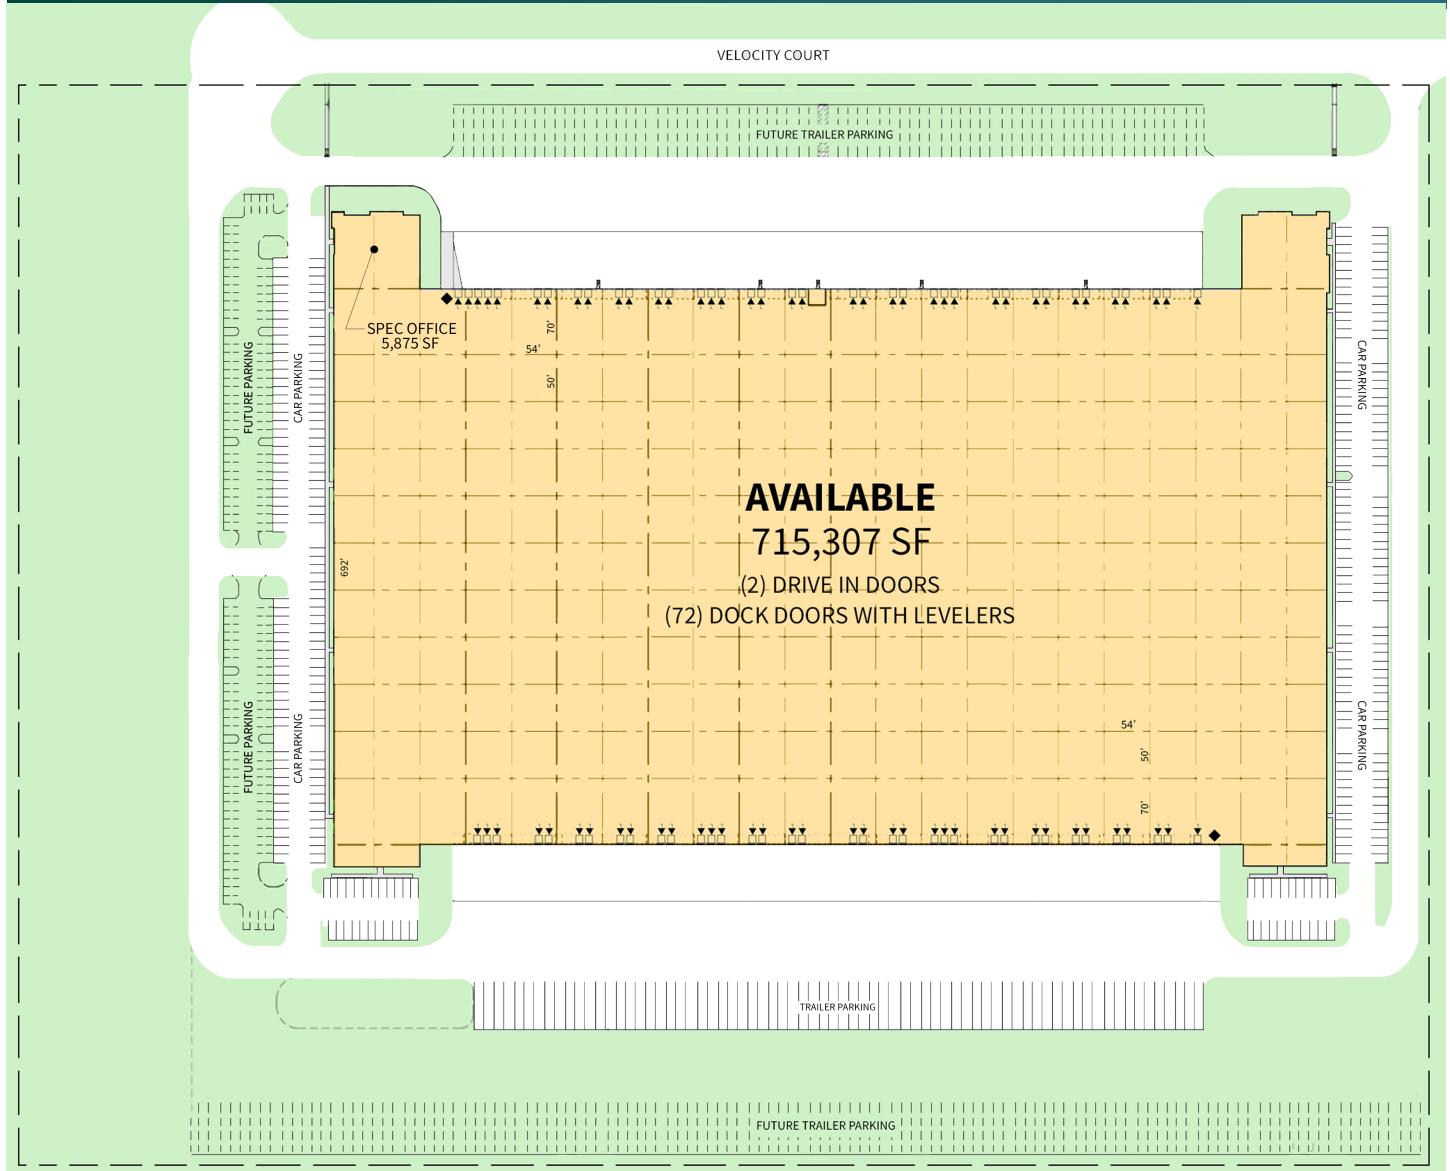 VELOCITY COURT
FUTURE TRAILER PARKING
SPEC OFFICE
5,875 SF
70'
54'
50'
FUTURE PARKING
CAR PARKING
CAR PARKING
AVAILABLE
715,307 SF
(2) DRIVE IN DOORS
(72) DOCK DOORS WITH LEVELERS
692'
FUTURE PARKING
CAR PARKING
CAR PARKING
54'
50'
70'
TRAILER PARKING
FUTURE TRAILER PARKING